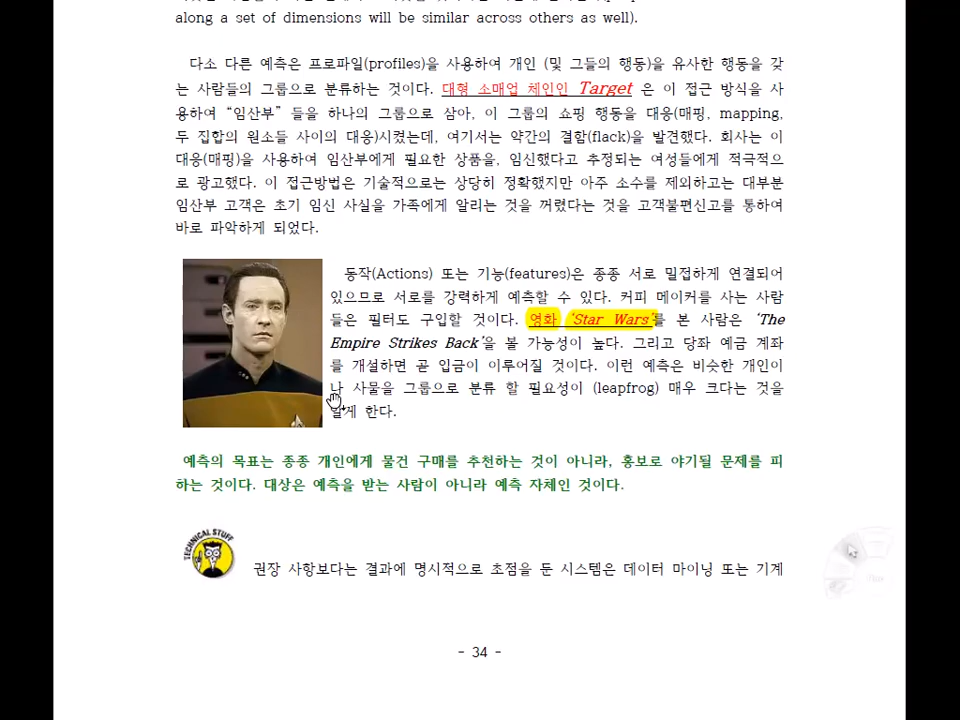 along a set of dimensions will be similar across others as well).
다소 다른 예측은 프로파일(profiles)을 사용하여 개인 (및 그들의 행동)을 유사한 행동을 갖
는 사람들의 그룹으로 분류하는 것이다. 대형 소매업 체인인 Target 은 이 접근 방식을 사
용하여 “임산부” 들을 하나의 그룹으로 삼아, 이 그룹의 쇼핑 행동을 대응(매핑, mapping,
두 집합의 원소들 사이의 대응)시켰는데, 여기서는 약간의 결함(flack)을 발견했다. 회사는 이
대응(매핑)을 사용하여 임산부에게 필요한 상품을, 임신했다고 추정되는 여성들에게 적극적으
로 광고했다. 이 접근방법은 기술적으로는 상당히 정확했지만 아주 소수를 제외하고는 대부분
임산부 고객은 초기 임신 사실을 가족에게 알리는 것을 꺼렸다는 것을 고객불편신고를 통하여
바로 파악하게 되었다.
동작(Actions) 또는 기능(features)은 종종 서로 밀접하게 연결되어
있으므로 서로를 강력하게 예측할 수 있다. 커피 메이커를 사는 사람
들은 필터도 구입할 것이다. 영화 ‘Star Wars’를 본 사람은 ‘The
Empire Strikes Back’을 볼 가능성이 높다. 그리고 당좌 예금 계좌
를 개설하면 곧 입금이 이루어질 것이다. 이런 예측은 비슷한 개인이
나 사물을 그룹으로 분류 할 필요성이 (leapfrog) 매우 크다는 것을
알게 한다.
예측의 목표는 종종 개인에게 물건 구매를 추천하는 것이 아니라, 홍보로 야기될 문제를 피
하는 것이다. 대상은 예측을 받는 사람이 아니라 예측 자체인 것이다.
TECHNICAL STUFF
권장 사항보다는 결과에 명시적으로 초점을 둔 시스템은 데이터 마이닝 또는 기계
- 34 -